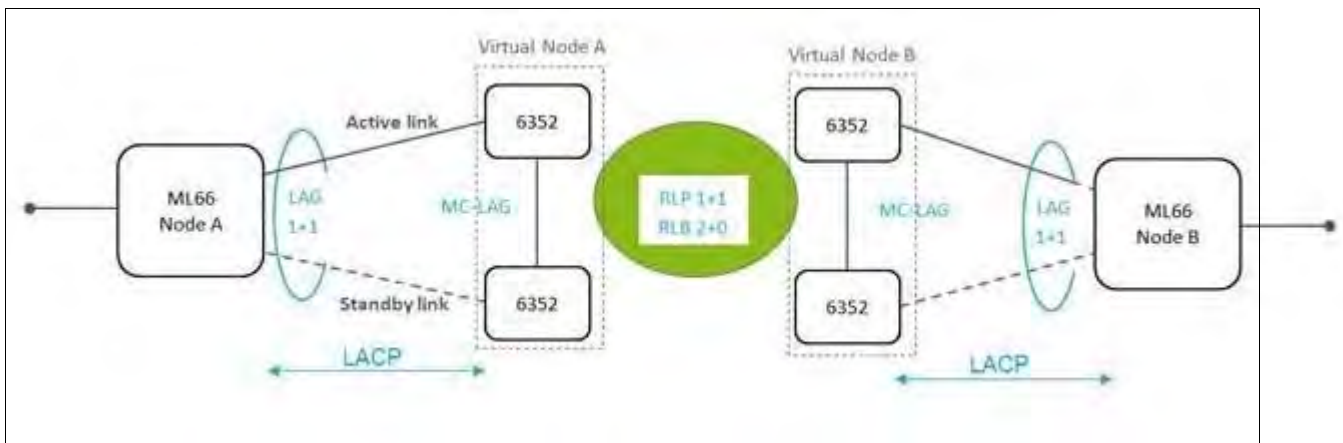 Virtual Node A
Virtual Node B
6352
6352
Active link
ML66
Node A
LAG
1+1
MC-LAG
RLP 1+1
RLB 2+0
MC-LAG
LAG
1+1
ML66
Node B
6352
6352
Standby link
LACP
LACP